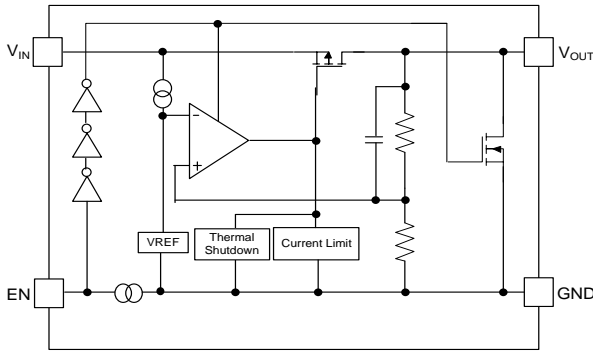 VIN
VOUT
-
+
VREF
Thermal
Shutdown
Current Limit
EN
GND